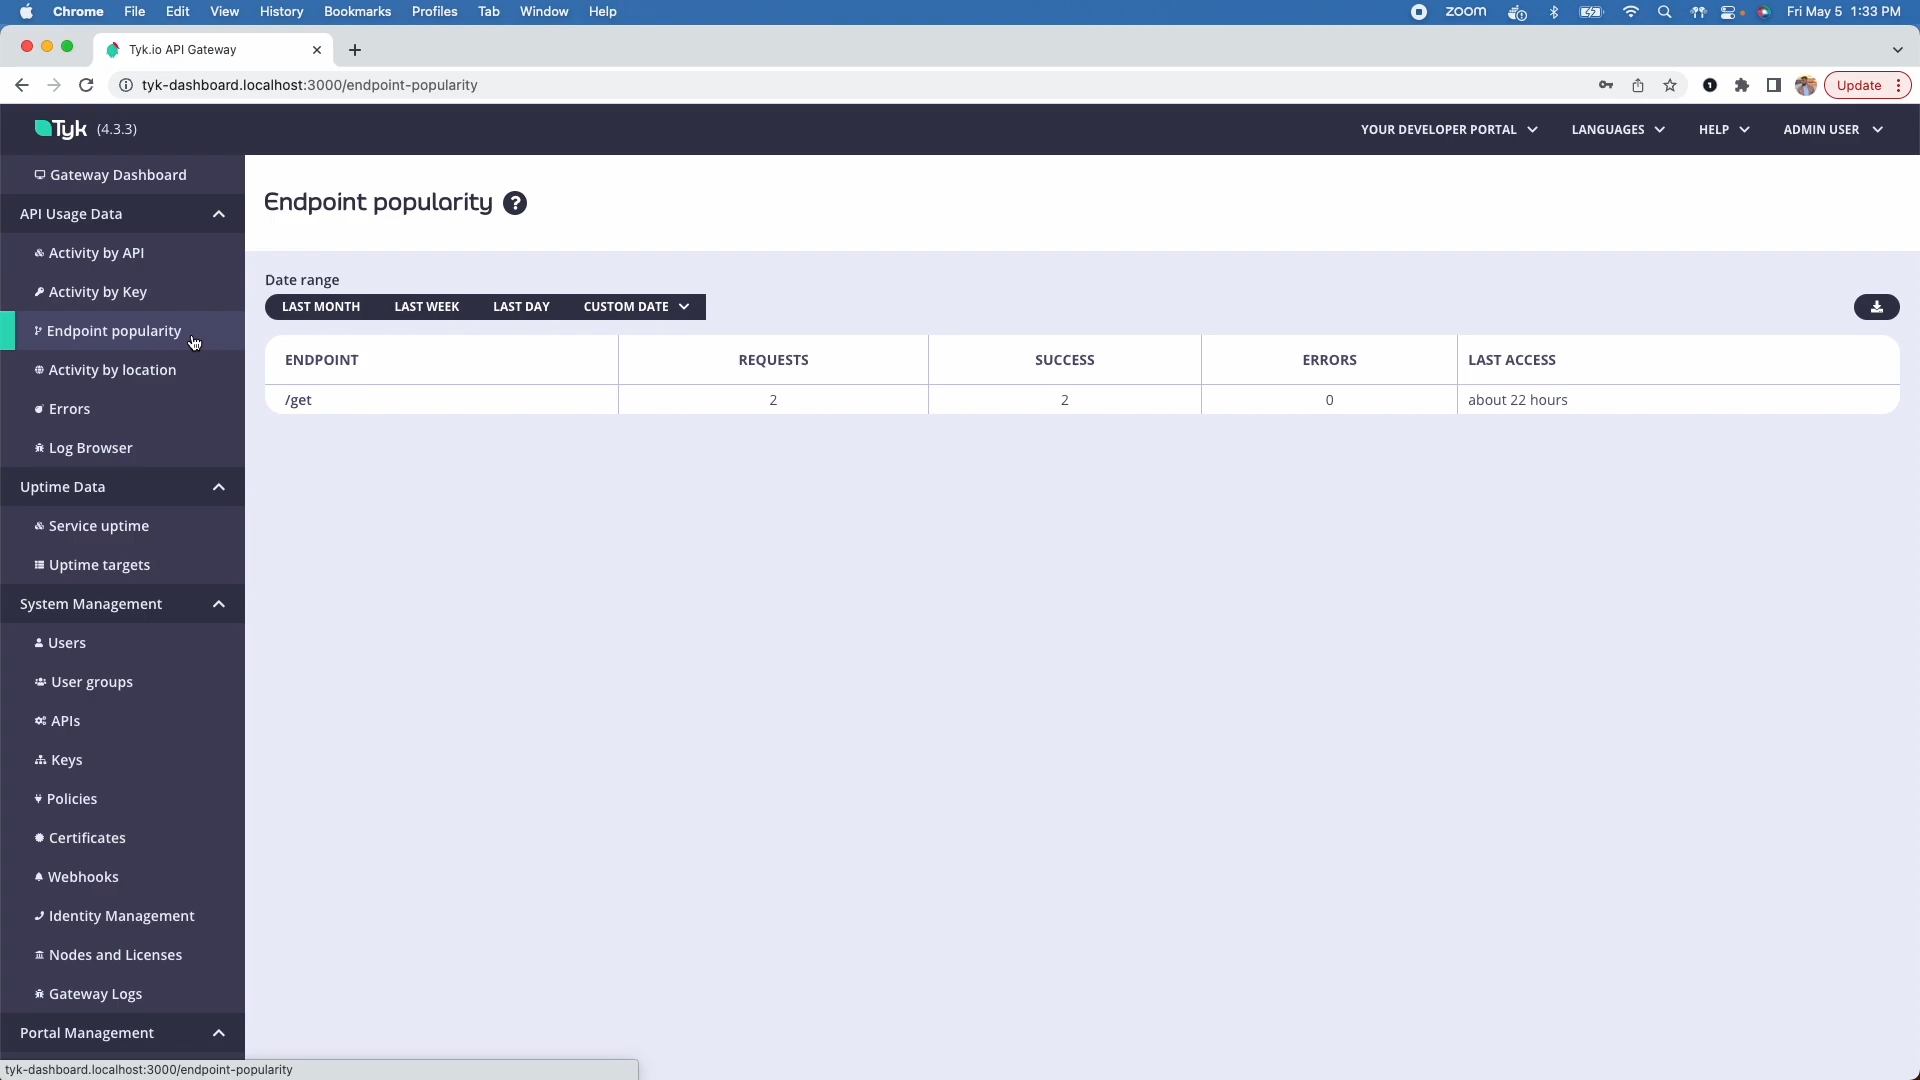 Chrome File Edit View History Bookmarks Profiles Tab Window Help zoom Fri May 5 1:33 PM
Tyk.io API Gateway
tyk-dashboard.localhost:3000/endpoint-popularity Update
Tyk (4.3.3) YOUR DEVELOPER PORTAL LANGUAGES HELP ADMIN USER
Gateway Dashboard
API Usage Data
Activity by API
Activity by Key
Endpoint popularity
Activity by location
Errors
Log Browser
Uptime Data
Service uptime
Uptime targets
System Management
Users
User groups
APIs
Keys
Policies
Certificates
Webhooks
Identity Management
Nodes and Licenses
Gateway Logs
Portal Management
Endpoint popularity ?
Date range
LAST MONTH LAST WEEK LAST DAY CUSTOM DATE
ENDPOINT REQUESTS SUCCESS ERRORS LAST ACCESS
/get 2 2 0 about 22 hours
tyk-dashboard.localhost:3000/endpoint-popularity